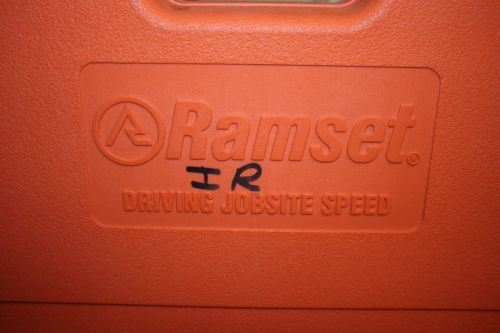 Ramset®
IR
DRIVING JOBSITE SPEED